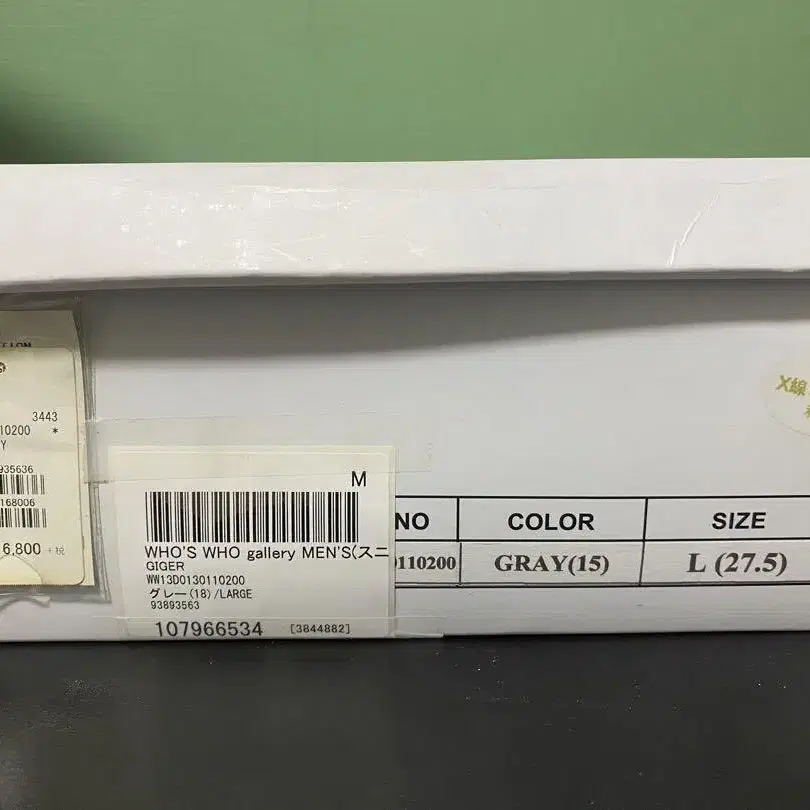 3443
10200 *
Y
935636
168006
6,800 +税
M
WHO'S WHO gallery MEN'S(スニ
GIGER
WW13D0130110200
グレー(18)/LARGE
93893563
107966534 [3844882]
NO COLOR SIZE
0110200 GRAY(15) L (27.5)
X線